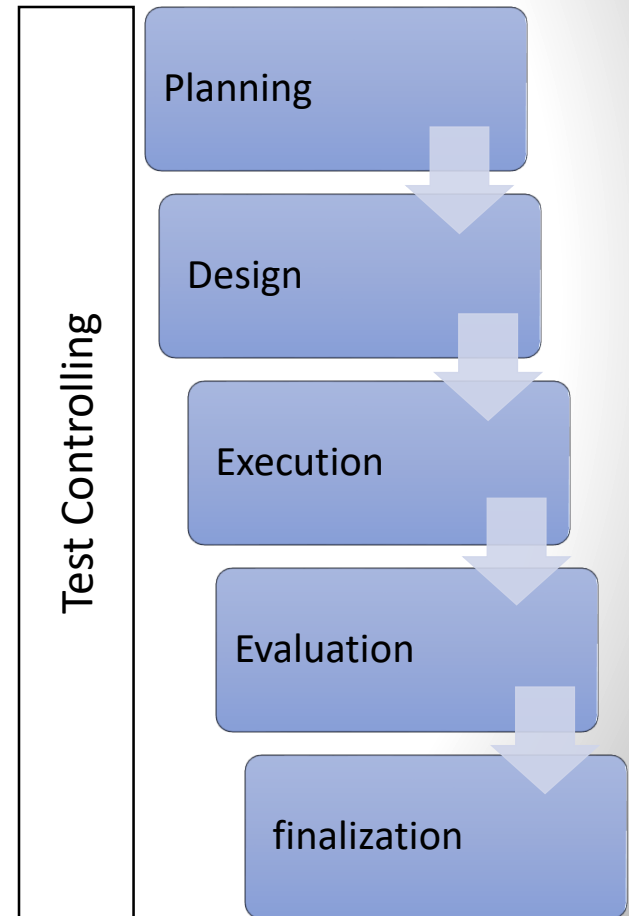 Test Controlling
Planning
Design
Execution
Evaluation
finalization